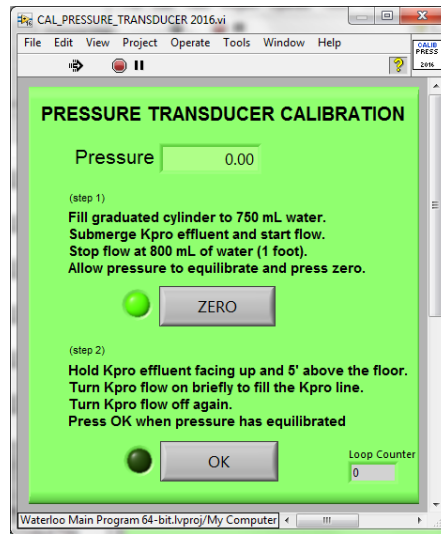 CAL_PRESSURE_TRANSDUCER 2016.vi
File Edit View Project Operate Tools Window Help
CALIB
PRESS
2016
PRESSURE TRANSDUCER CALIBRATION
Pressure 0.00
(step 1)
Fill graduated cylinder to 750 mL water.
Submerge Kpro effluent and start flow.
Stop flow at 800 mL of water (1 foot).
Allow pressure to equilibrate and press zero.
ZERO
(step 2)
Hold Kpro effluent facing up and 5' above the floor.
Turn Kpro flow on briefly to fill the Kpro line.
Turn Kpro flow off again.
Press OK when pressure has equilibrated
OK
Loop Counter
0
Waterloo Main Program 64-bit.lvproj/My Computer